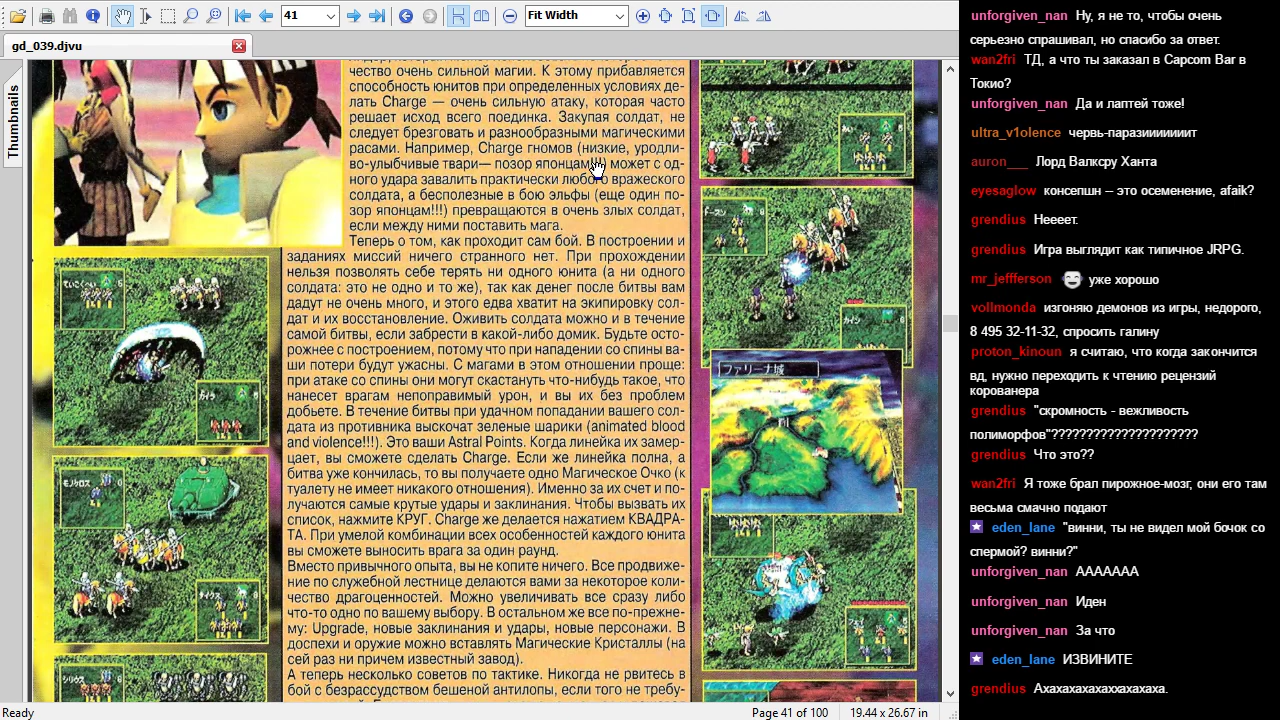 41
Fit Width
gd_039.djvu
Thumbnails
чество очень сильной магии. К этому прибавляется
способность юнитов при определенных условиях де-
лать Charge — очень сильную атаку, которая часто
решает исход всего поединка. Закупая солдат, не
следует брезговать и разнообразными магическими
расами. Например, Charge гномов (низкие, уродли-
во-улыбчивые твари— позор японцам!!!) может с од-
ного удара завалить практически любого вражеского
солдата, а бесполезные в бою эльфы (еще один по-
зор японцам!!!) превращаются в очень злых солдат,
если между ними поставить мага.
Теперь о том, как проходит сам бой. В построении и
заданиях миссий ничего странного нет. При прохождении
нельзя позволять себе терять ни одного юнита (а ни одного
солдата: это не одно и то же), так как денег после битвы вам
дадут не очень много, и этого едва хватит на экипировку сол-
дат и их восстановление. Оживить солдата можно и в течение
самой битвы, если забрести в какой-либо домик. Будьте осто-
рожнее с построением, потому что при нападении со спины ва-
ши потери будут ужасны. С магами в этом отношении проще:
при атаке со спины они могут скастануть что-нибудь такое, что
нанесет врагам непоправимый урон, и вы их без проблем
добьете. В течение битвы при удачном попадании вашего сол-
дата из противника выскочат зеленые шарики (animated blood
and violence!!!). Это ваши Astral Points. Когда линейка их замер-
цает, вы сможете сделать Charge. Если же линейка полна, а
битва уже кончилась, то вы получаете одно Магическое Очко (к
туалету не имеет никакого отношения). Именно за их счет и по-
лучаются самые крутые удары и заклинания. Чтобы вызвать их
список, нажмите КРУГ. Charge же делается нажатием КВАДРА-
ТА. При умелой комбинации всех особенностей каждого юнита
вы сможете выносить врага за один раунд.
Вместо привычного опыта, вы не копите ничего. Все продвиже-
ние по служебной лестнице делаются вами за некоторое коли-
чество драгоценностей. Можно увеличивать все сразу либо
что-то одно по вашему выбору. В остальном же все по-прежне-
му: Upgrade, новые заклинания и удары, новые персонажи. В
доспехи и оружие можно вставлять Магические Кристаллы (на
сей раз ни причем известный завод).
А теперь несколько советов по тактике. Никогда не рвитесь в
бой с безрассудством бешеной антилопы, если того не требу-
ファリーナ城
Ready
Page 41 of 100
19.44 x 26.67 in
unforgiven_nan Ну, я не то, чтобы очень
серьезно спрашивал, но спасибо за ответ.
wan2fri ТД, а что ты заказал в Capcom Bar в
Токио?
unforgiven_nan Да и лаптей тоже!
ultra_v1olence червь-паразиииииит
auron___ Лорд Валксру Ханта
eyesaglow консепшн – это осеменение, afaik?
grendius Неееет.
grendius Игра выглядит как типичное JRPG.
mr_jeffferson уже хорошо
vollmonda изгоняю демонов из игры, недорого,
8 495 32-11-32, спросить галину
proton_kinoun я считаю, что когда закончится
вд, нужно переходить к чтению рецензий
корованера
grendius "скромность - вежливость
полиморфов"?????????????????????
grendius Что это??
wan2fri Я тоже брал пирожное-мозг, они его там
весьма смачно подают
eden_lane "винни, ты не видел мой бочок со
спермой? винни?"
unforgiven_nan ААААААА
unforgiven_nan Иден
unforgiven_nan За что
eden_lane ИЗВИНИТЕ
grendius Ахахахахахаххахахаха.